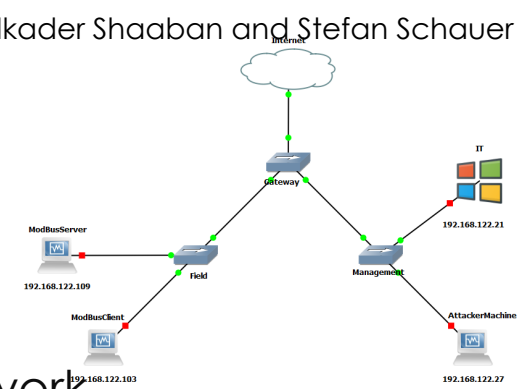 lkader Shaaban and Stefan Schauer
Internet
Gateway
IT
192.168.122.21
ModBusServer
Field
Management
192.168.122.109
ModBusClient
AttackerMachine
192.168.122.103
192.168.122.27
work